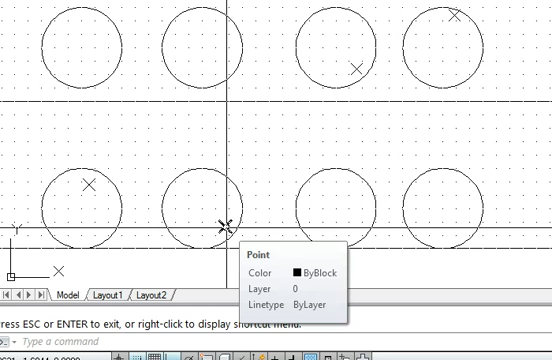 Point
Color ByBlock
Layer 0
Linetype ByLayer
Y
Model Layout1 Layout2
ress ESC or ENTER to exit, or right-click to display shortcut menu.
Type a command